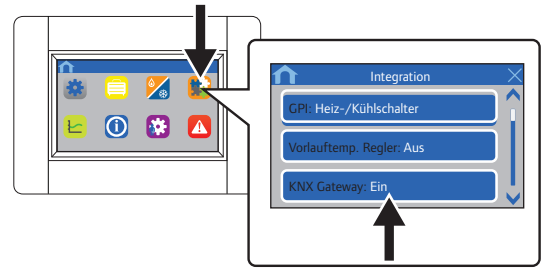 Integration
GPI: Heiz-/Kühlschalter
Vorlauftemp. Regler: Aus
KNX Gateway: Ein